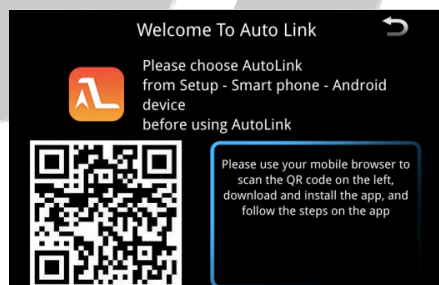 Welcome To Auto Link
Please choose AutoLink
from Setup - Smart phone - Android
device
before using AutoLink
Please use your mobile browser to
scan the QR code on the left,
download and install the app, and
follow the steps on the app